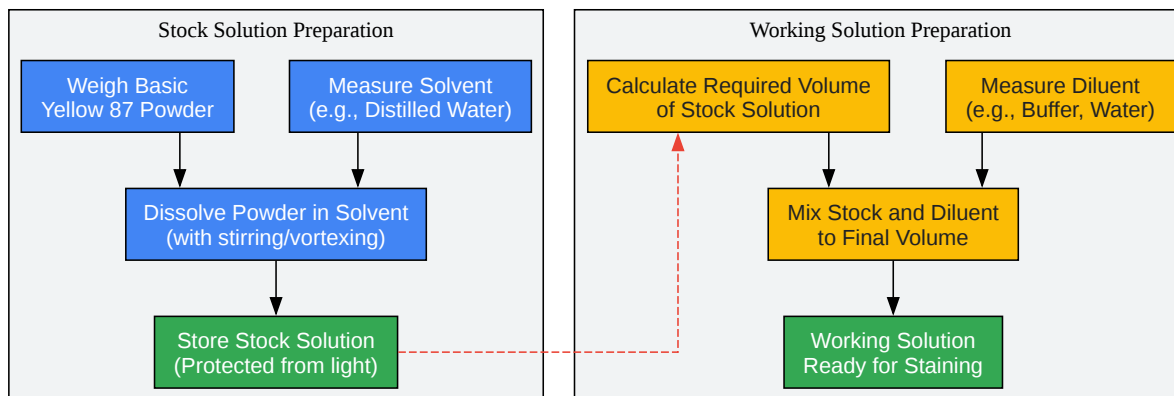 Stock Solution Preparation
Weigh Basic
Yellow 87 Powder
Measure Solvent
(e.g., Distilled Water)
Dissolve Powder in Solvent
(with stirring/vortexing)
Store Stock Solution
(Protected from light)
Working Solution Preparation
Calculate Required Volume
of Stock Solution
Measure Diluent
(e.g., Buffer, Water)
Mix Stock and Diluent
to Final Volume
Working Solution
Ready for Staining